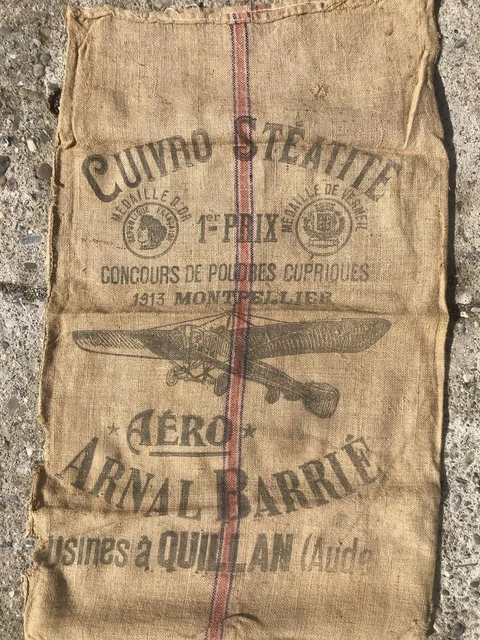 CUIVRO STÉATITE
MÉDAILLE D'OR
1er PRIX
MÉDAILLE DE VERMEIL
CONCOURS DE POUDRES CUPRIQUES
1913 MONTPELLIER
AÉRO
ARNAL BARRIÉ
usines à QUILLAN (Aude